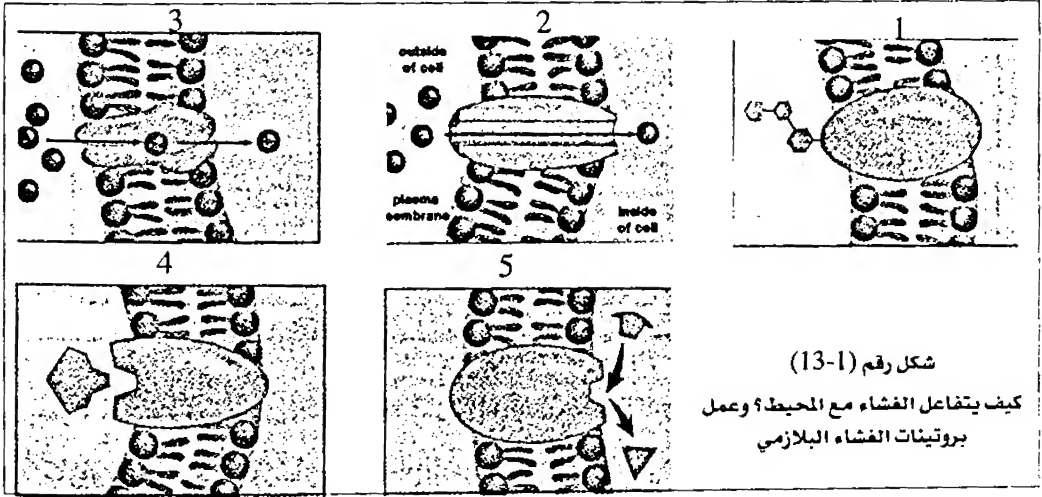 3
2
1
outside
of cell
plasma
membrane
inside
of cell
4
5
شكل رقم (1-13)
كيف يتفاعل الغشاء مع المحيط؟ وعمل
بروتينات الغشاء البلازمي